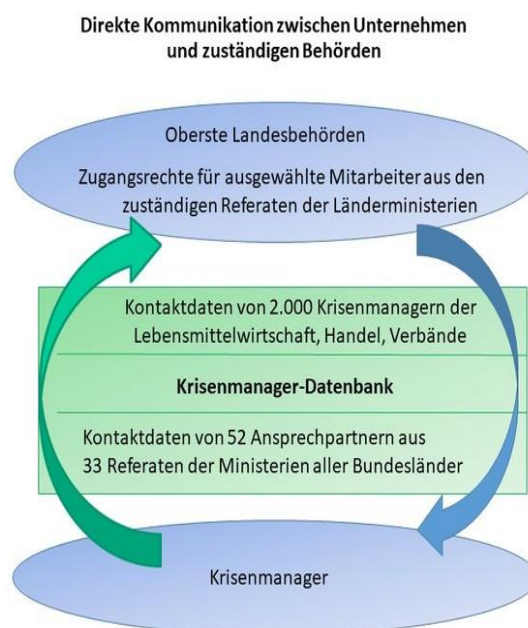 Direkte Kommunikation zwischen Unternehmen
und zuständigen Behörden
Oberste Landesbehörden
Zugangsrechte für ausgewählte Mitarbeiter aus den
zuständigen Referaten der Länderministerien
Kontaktdaten von 2.000 Krisenmanagern der
Lebensmittelwirtschaft, Handel, Verbände
Krisenmanager-Datenbank
Kontaktdaten von 52 Ansprechpartnern aus
33 Referaten der Ministerien aller Bundesländer
Krisenmanager